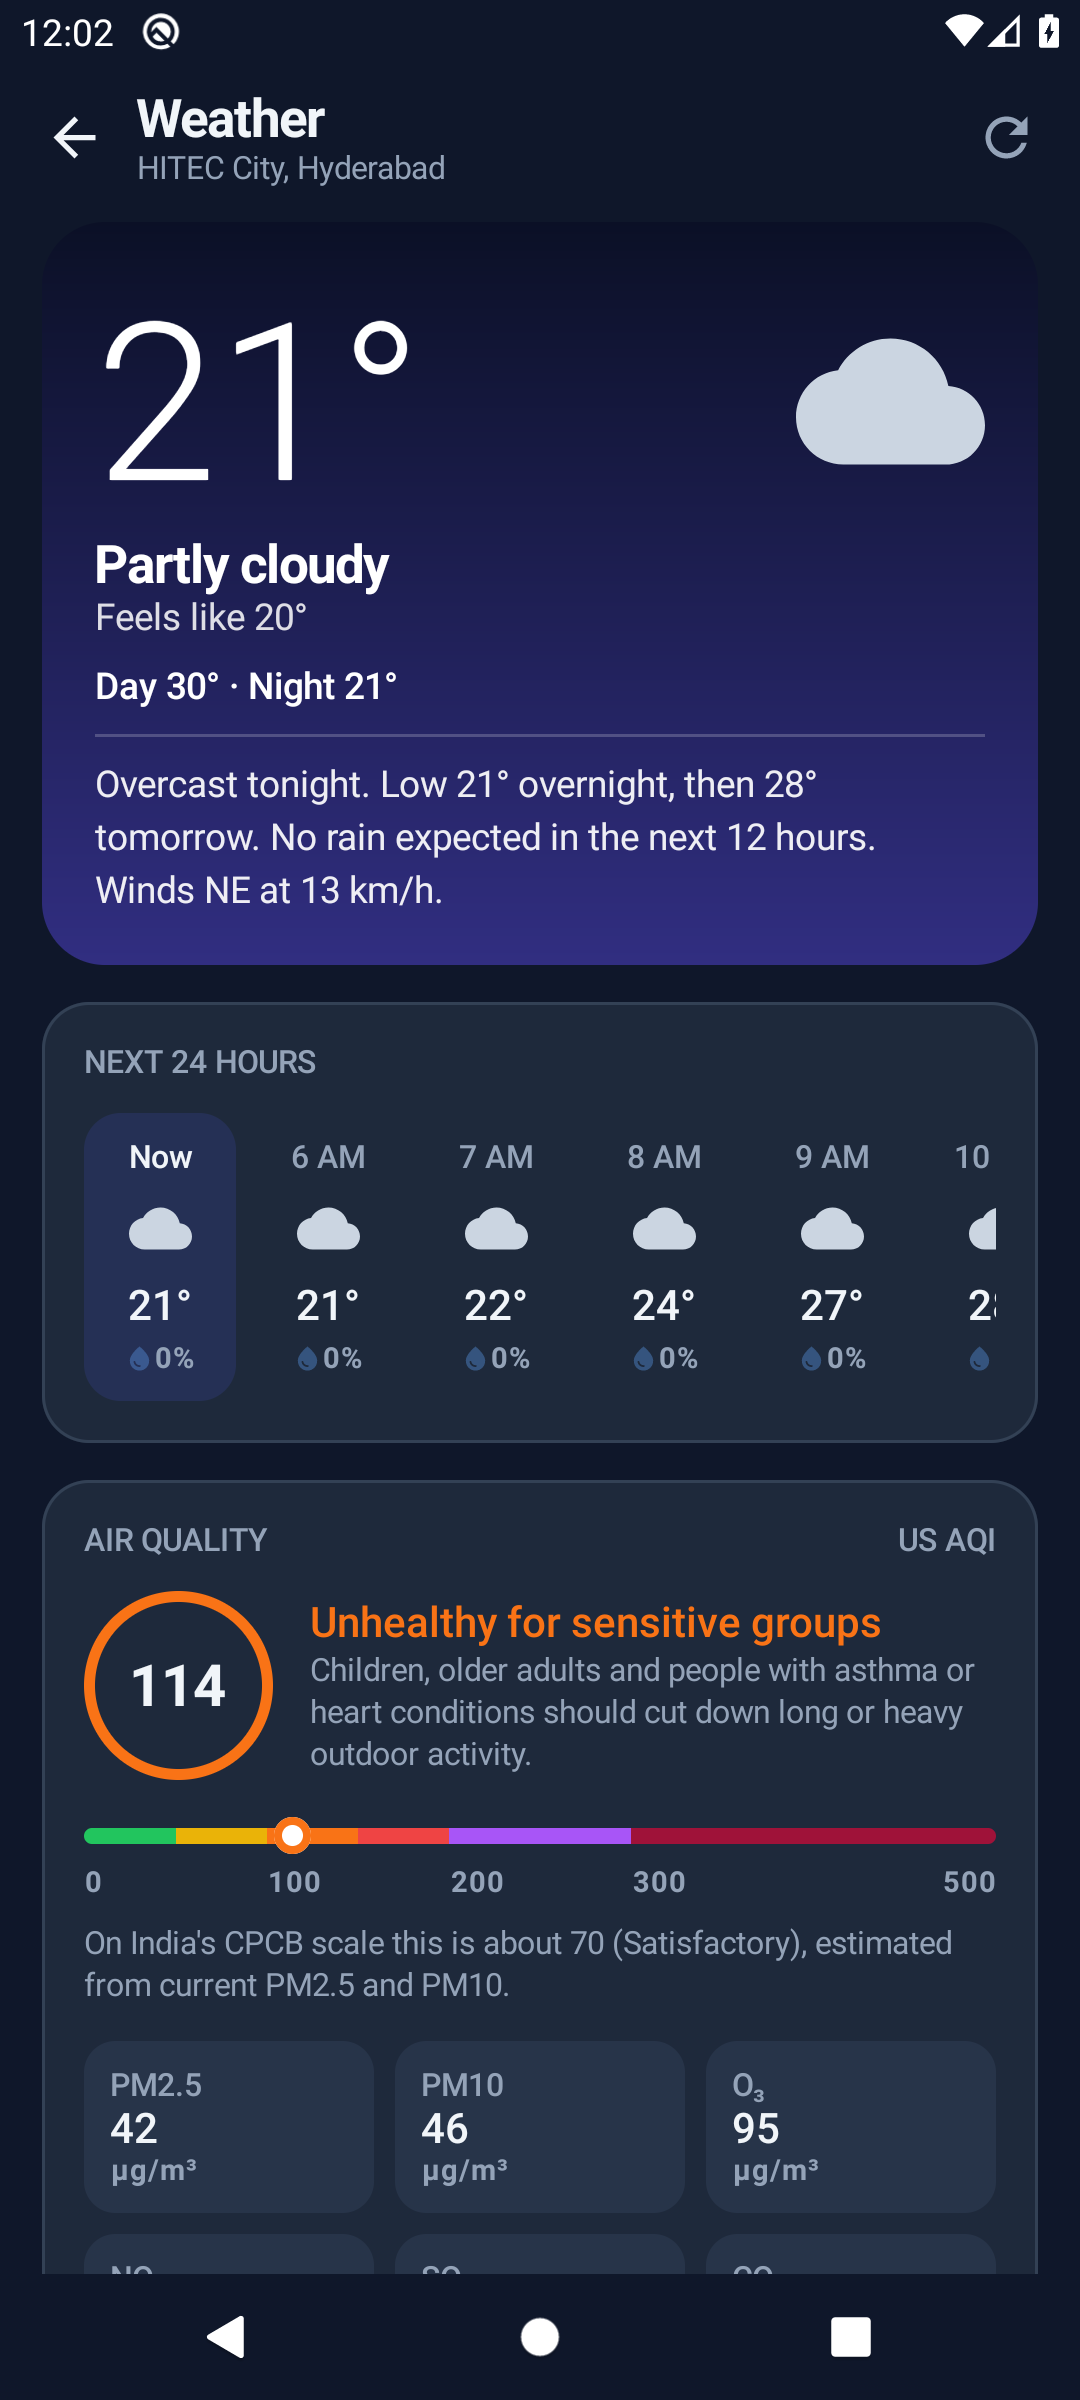 12:02
Weather
HITEC City, Hyderabad
21°
Partly cloudy
Feels like 20°
Day 30° · Night 21°
Overcast tonight. Low 21° overnight, then 28°
tomorrow. No rain expected in the next 12 hours.
Winds NE at 13 km/h.
NEXT 24 HOURS
Now 6 AM 7 AM 8 AM 9 AM 10
21° 21° 22° 24° 27°
0% 0% 0% 0% 0%
AIR QUALITY US AQI
114
Unhealthy for sensitive groups
Children, older adults and people with asthma or
heart conditions should cut down long or heavy
outdoor activity.
0 100 200 300 500
On India's CPCB scale this is about 70 (Satisfactory), estimated
from current PM2.5 and PM10.
PM2.5 PM10 O₃
42 46 95
µg/m³ µg/m³ µg/m³